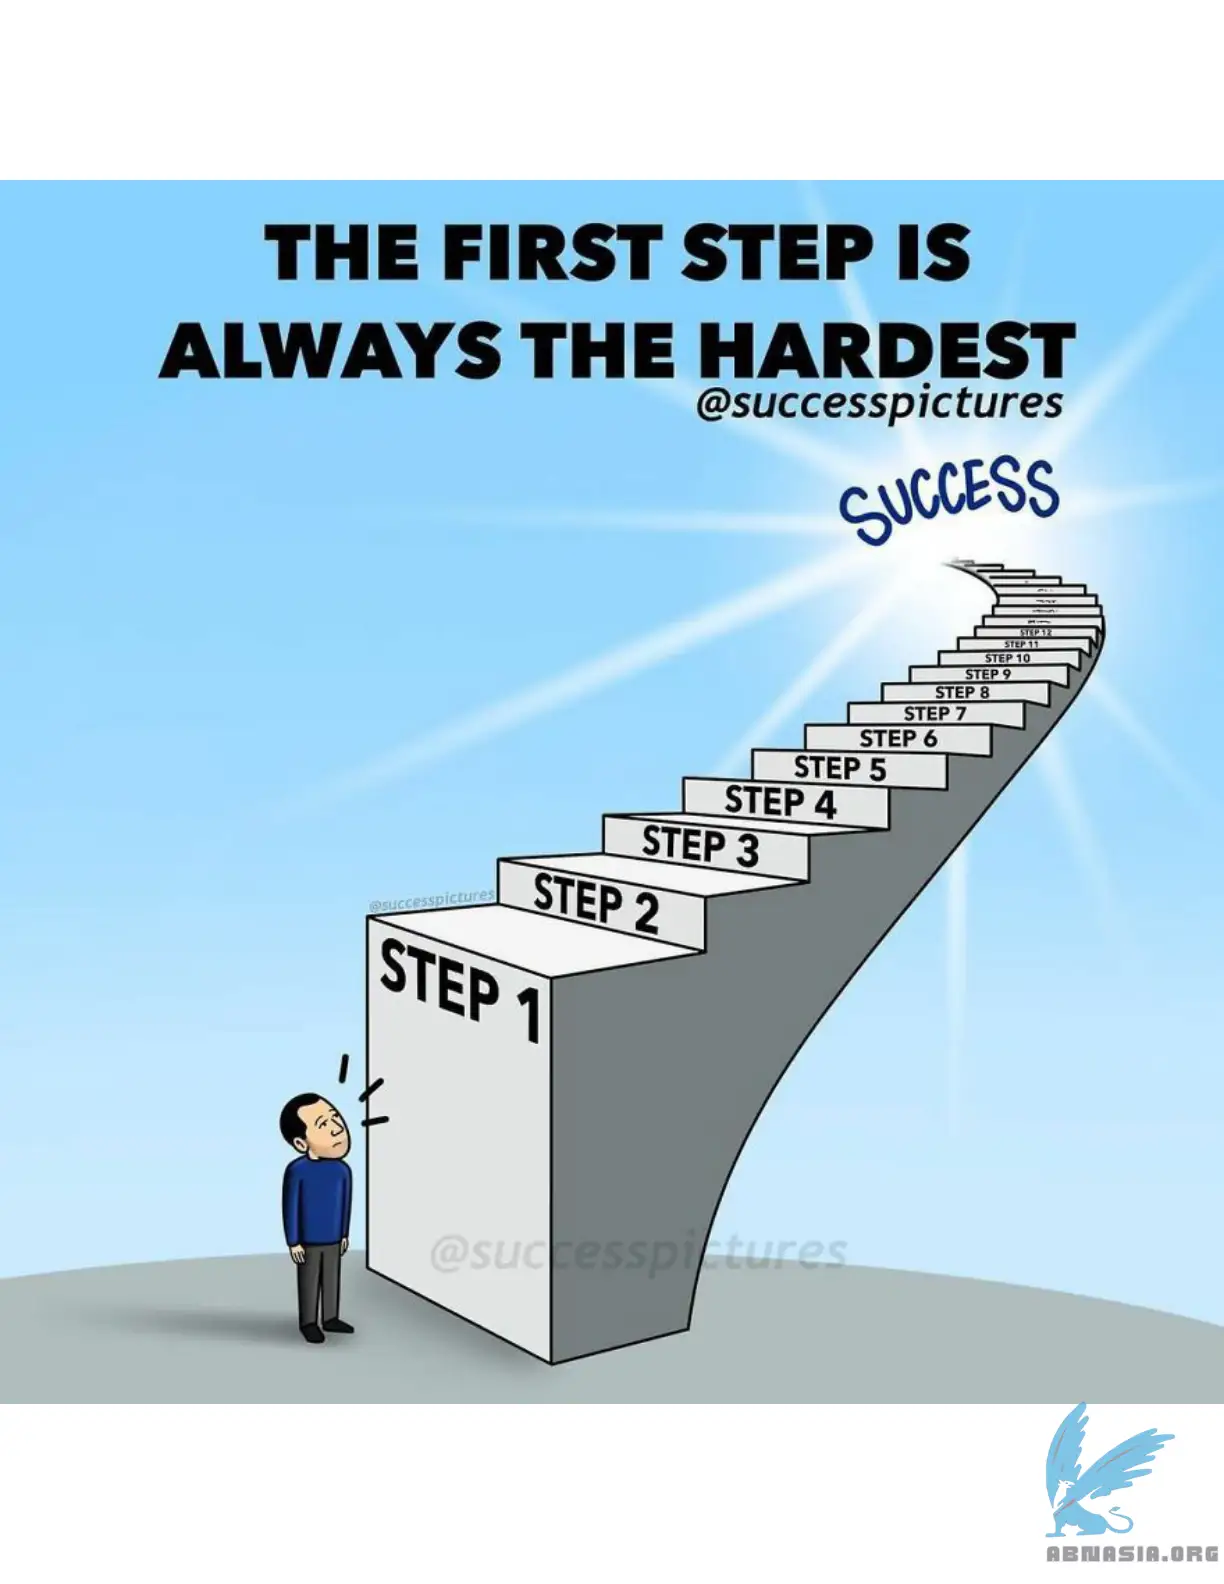 THE FIRST STEP IS
ALWAYS THE HARDEST
@successpictures
SUCCESS
STEP 12
STEP 11
STEP 10
STEP 9
STEP 8
STEP 7
STEP 6
STEP 5
STEP 4
STEP 3
STEP 2
@successpictures
STEP 1
@successpictures
ABNASIA.ORG